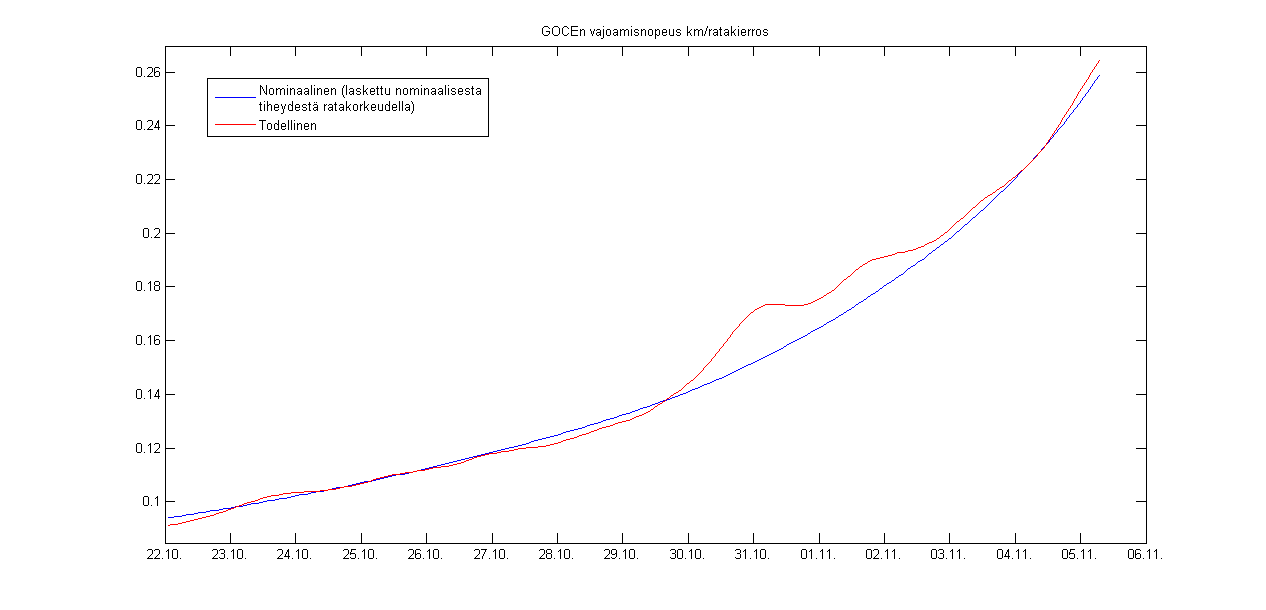 GOCEn vajoamisnopeus km/ratakierros
Nominaalinen (laskettu nominaalisesta
tiheydestä ratakorkeudella)
Todellinen
0.26
0.24
0.22
0.2
0.18
0.16
0.14
0.12
0.1
22.10. 23.10. 24.10. 25.10. 26.10. 27.10. 28.10. 29.10. 30.10. 31.10. 01.11. 02.11. 03.11. 04.11. 05.11. 06.11.